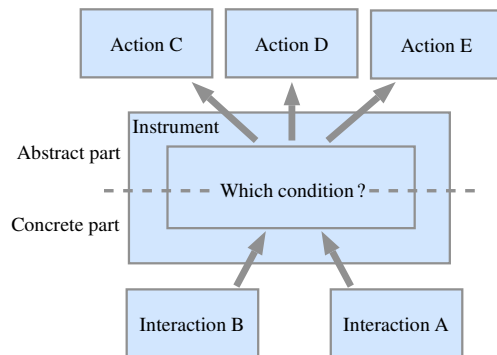 Action C
Action D
Action E
Instrument
Abstract part
Which condition ?
Concrete part
Interaction B
Interaction A